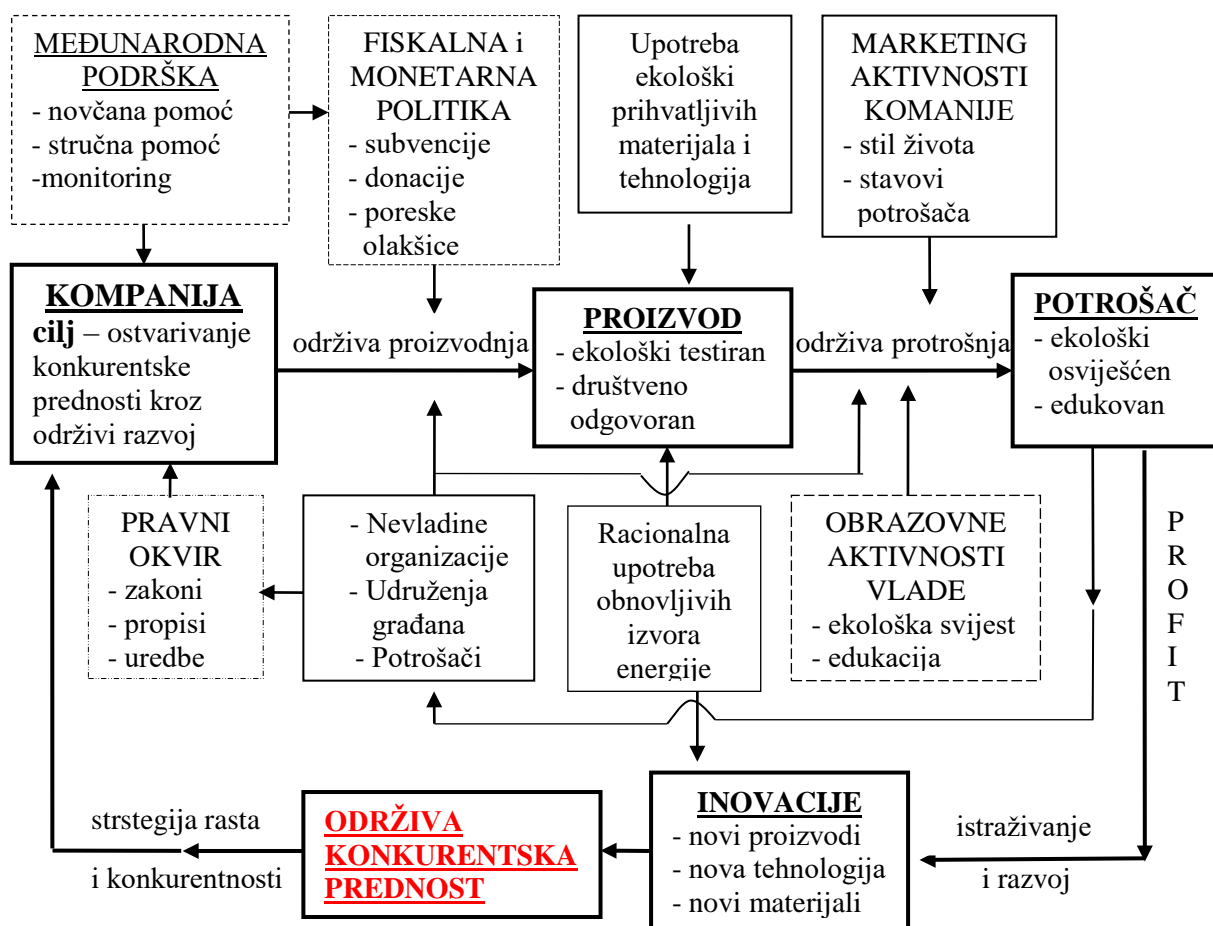 MEĐUNARODNA
PODRŠKA
- novčana pomoć
- stručna pomoć
-monitoring
FISKALNA i
MONETARNA
POLITIKA
- subvencije
- donacije
- poreske
olakšice
Upotreba
ekološki
prihvatljivih
materijala i
tehnologija
MARKETING
AKTIVNOSTI
KOMANIJE
- stil života
- stavovi
potrošača
KOMPANIJA
cilj – ostvarivanje
konkurentske
prednosti kroz
održivi razvoj
održiva proizvodnja
PROIZVOD
- ekološki testiran
- društveno
odgovoran
održiva protrošnja
POTROŠAČ
- ekološki
osviješćen
- edukovan
PRAVNI
OKVIR
- zakoni
- propisi
- uredbe
- Nevladine
organizacije
- Udruženja
građana
- Potrošači
Racionalna
upotreba
obnovljivih
izvora
energije
OBRAZOVNE
AKTIVNOSTI
VLADE
- ekološka svijest
- edukacija
P
R
O
F
I
T
strstegija rasta
i konkurentnosti
ODRŽIVA
KONKURENTSKA
PREDNOST
INOVACIJE
- novi proizvodi
- nova tehnologija
- novi materijali
istraživanje
i razvoj